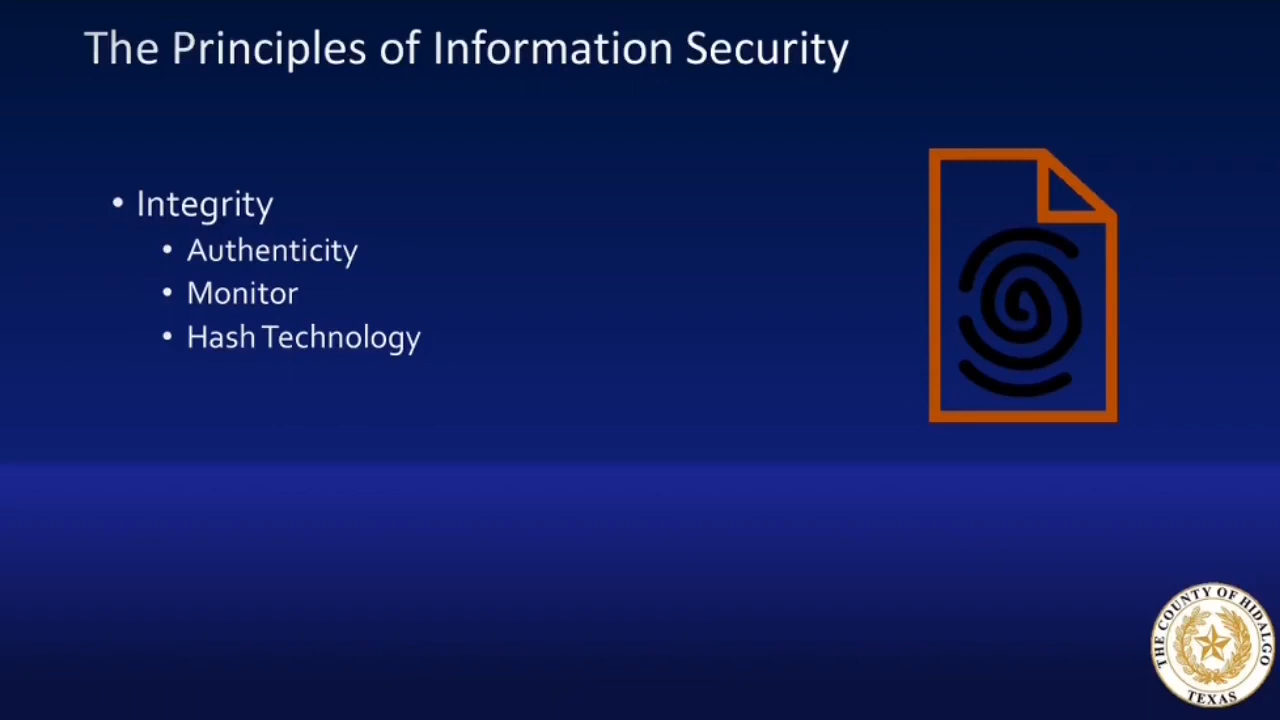 The Principles of Information Security
• Integrity
• Authenticity
• Monitor
• Hash Technology
THE COUNTY OF HIDALGO
TEXAS